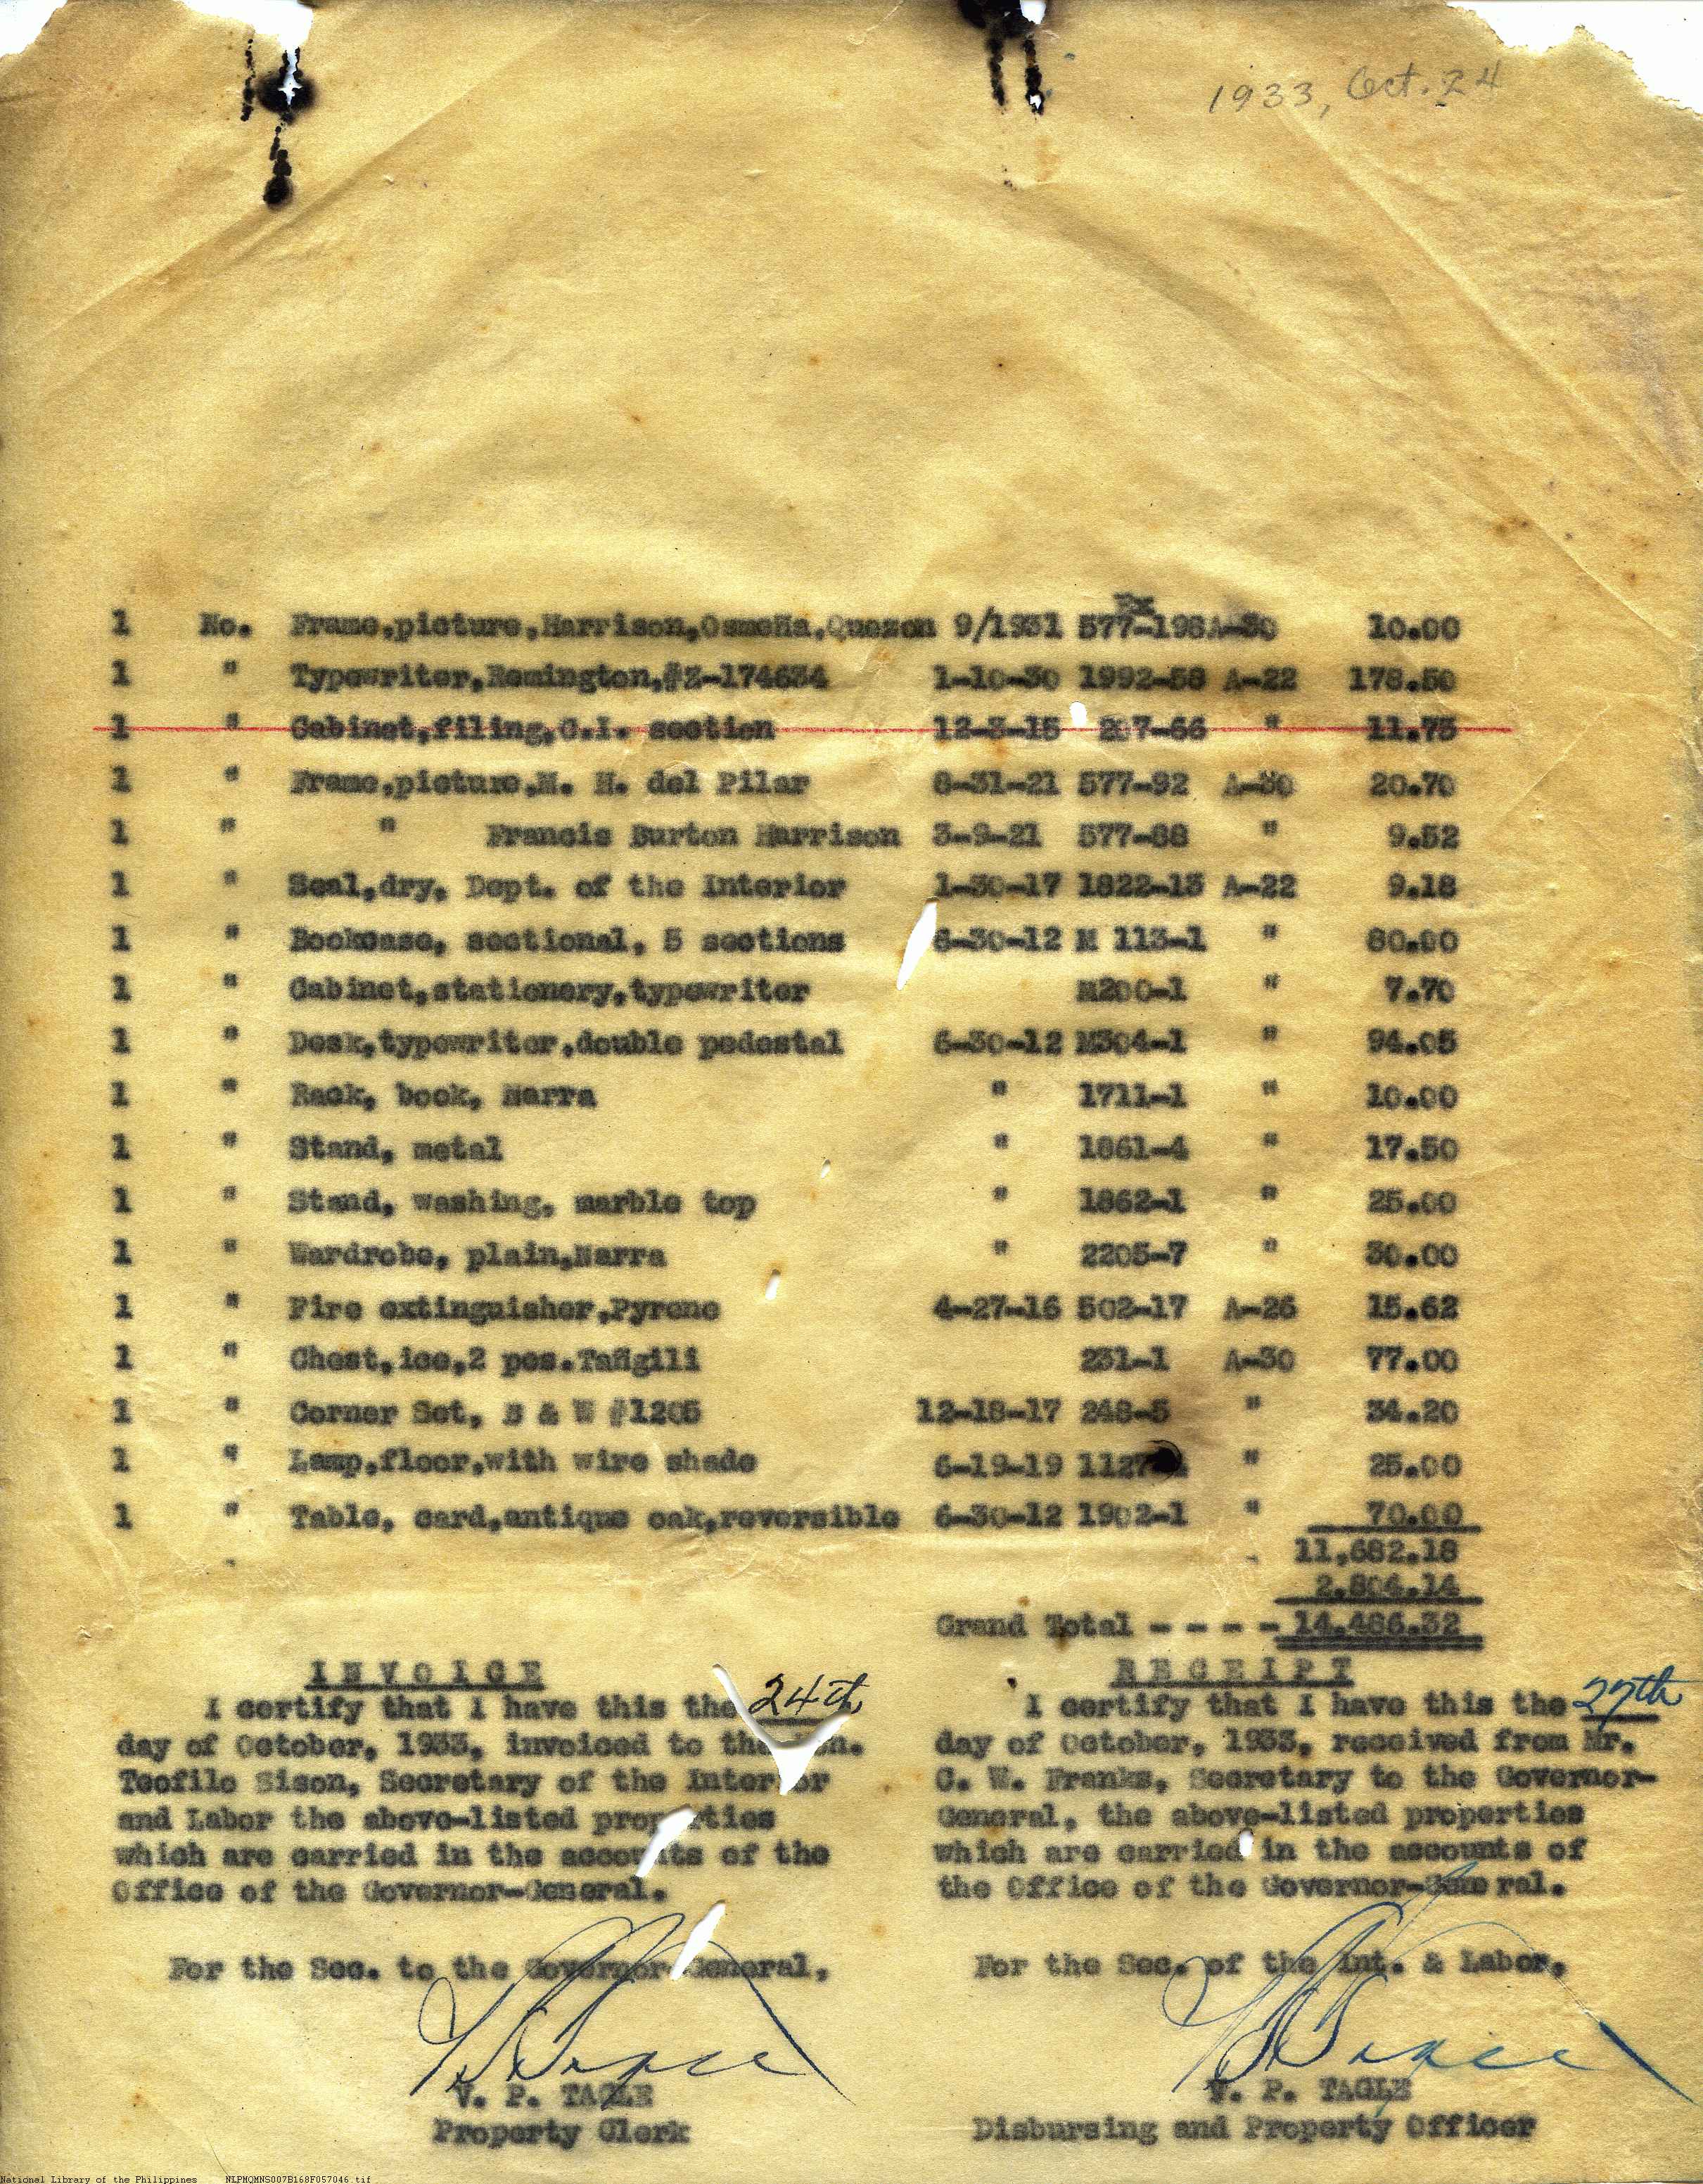 1933, Oct. 24
1 No. Frame,picture,Harrison,Osmeña,Quezon 9/1931 577-198A-30 10.00
1 " Typewriter,Remington,#Z-174634 1-10-30 1992-58 A-22 178.50
1 " Cabinet,filing,C.I. section 12-3-15 207-66 " 11.75
1 " Frame,picture,M. H. del Pilar 8-31-21 577-92 A-30 20.70
1 " " Francis Burton Harrison 3-9-21 577-88 " 9.52
1 " Seal,dry, Dept. of the Interior 1-30-17 1822-13 A-22 9.18
1 " Bookcase, sectional, 5 sections 6-30-12 M 113-1 " 80.00
1 " Cabinet,stationery,typewriter M200-1 " 7.70
1 " Desk,typewriter,double pedestal 6-30-12 M304-1 " 94.05
1 " Rack, book, Narra " 1711-1 " 10.00
1 " Stand, metal " 1861-4 " 17.50
1 " Stand, washing, marble top " 1862-1 " 25.00
1 " Wardrobe, plain,Narra " 2205-7 " 30.00
1 " Fire extinguisher,Pyrene 4-27-16 502-17 A-26 15.62
1 " Chest,ice,2 pcs.Tañgili 231-1 A-30 77.00
1 " Corner Set, B & W #1205 12-18-17 248-5 " 34.20
1 " Lamp,floor,with wire shade 6-19-19 1127 " 25.00
1 " Table, card,antique oak,reversible 6-30-12 1902-1 " 70.00
11,682.18
2,804.14
Grand Total - - - - 14,486.32
INVOICE
I certify that I have this the 24th
day of October, 1933, invoiced to the Hon.
Teofilo Sison, Secretary of the Interior
and Labor the above-listed properties
which are carried in the accounts of the
Office of the Governor-General.
For the Sec. to the Governor-General,
V. P. TAGLE
Property Clerk
RECEIPT
I certify that I have this the 27th
day of October, 1933, received from Mr.
C. W. Franks, Secretary to the Governor-
General, the above-listed properties
which are carried in the accounts of
the Office of the Governor-General.
For the Sec. of the Int. & Labor,
V. P. TAGLE
Disbursing and Property Officer
National Library of the Philippines NLPMQMNS007B168F057046.tif